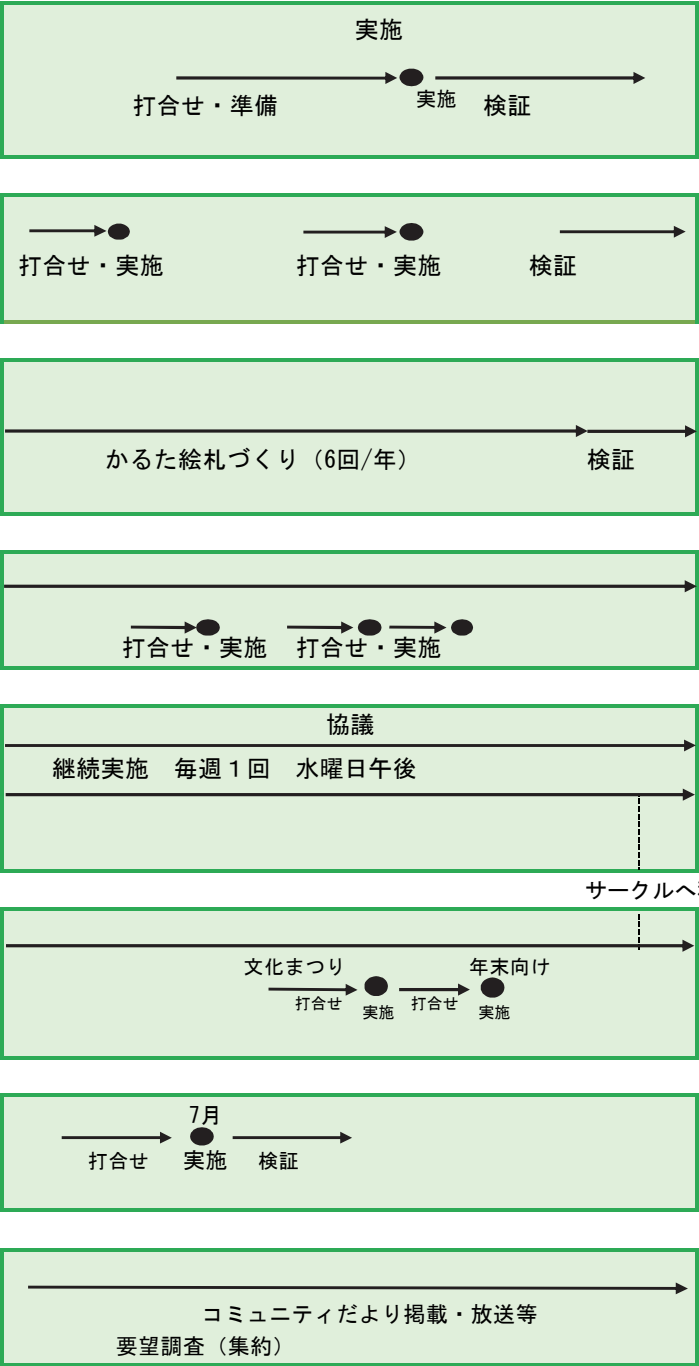 実施
打合せ・準備 実施 検証
打合せ・実施 打合せ・実施 検証
かるた絵札づくり（6回/年） 検証
打合せ・実施 打合せ・実施
協議
継続実施 毎週１回 水曜日午後
サークルへ
文化まつり 年末向け
打合せ 実施 打合せ 実施
7月
打合せ 実施 検証
コミュニティだより掲載・放送等
要望調査（集約）